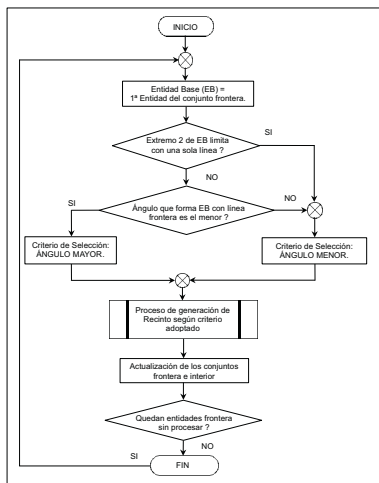 INICIO
Entidad Base (EB) =
1ª Entidad del conjunto frontera.
Extremo 2 de EB limita
con una sola línea ?
SI
NO
Ángulo que forma EB con línea
frontera es el menor ?
SI
NO
Criterio de Selección:
ÁNGULO MAYOR.
Criterio de Selección:
ÁNGULO MENOR.
Proceso de generación de
Recinto según criterio
adoptado
Actualización de los conjuntos
frontera e interior
Quedan entidades frontera
sin procesar ?
SI
NO
FIN